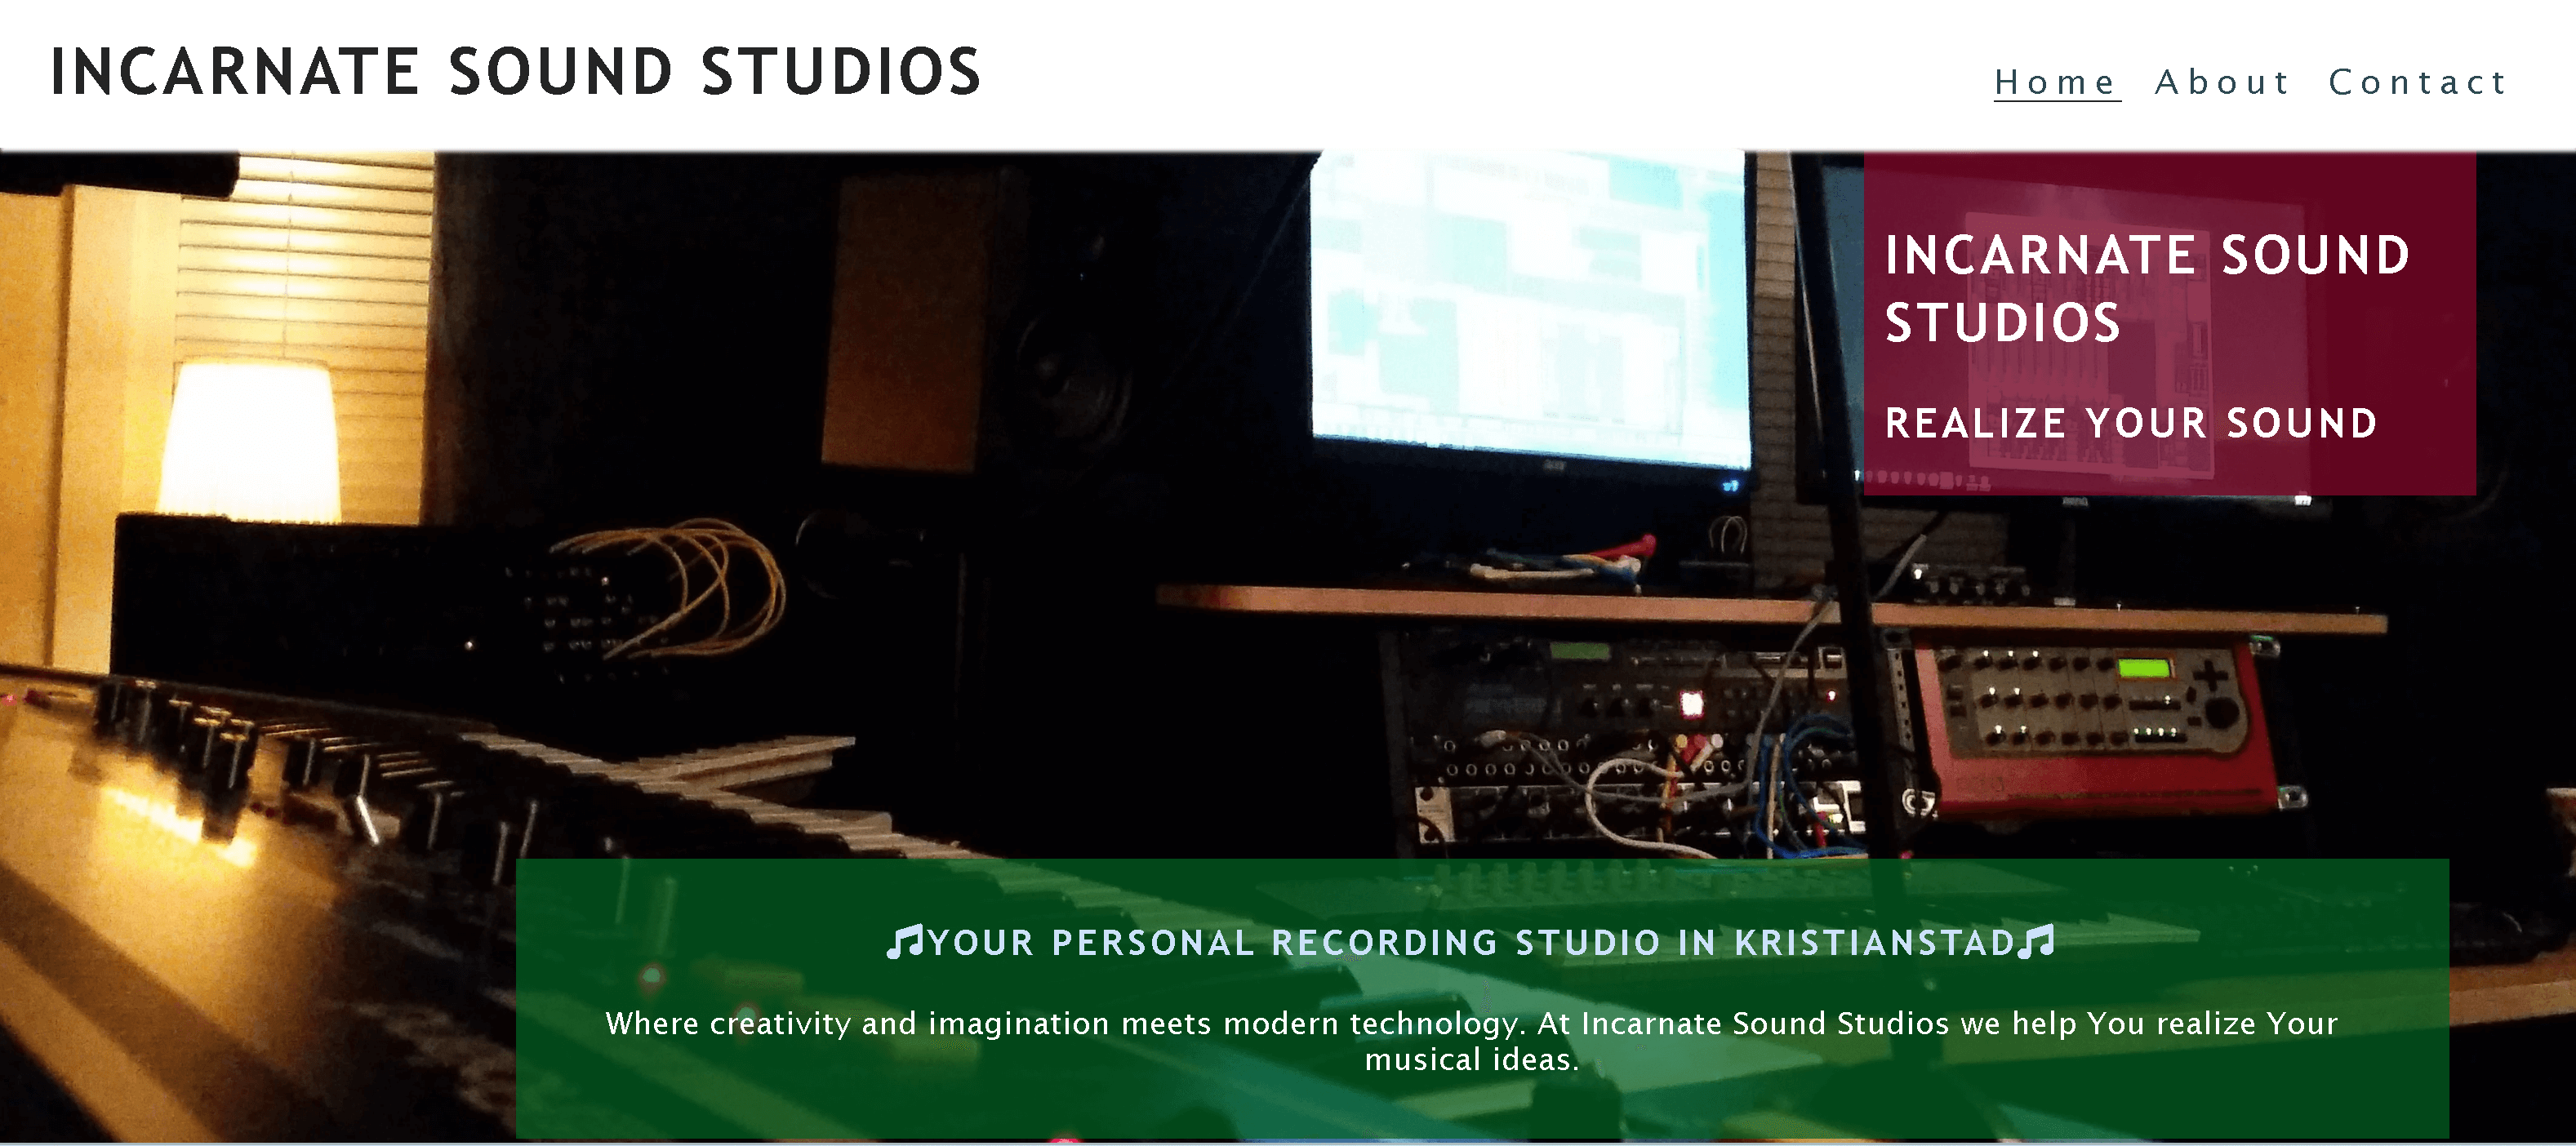 INCARNATE SOUND STUDIOS
Home About Contact
INCARNATE SOUND
STUDIOS
REALIZE YOUR SOUND
🎵YOUR PERSONAL RECORDING STUDIO IN KRISTIANSTAD🎵
Where creativity and imagination meets modern technology. At Incarnate Sound Studios we help You realize Your
musical ideas.